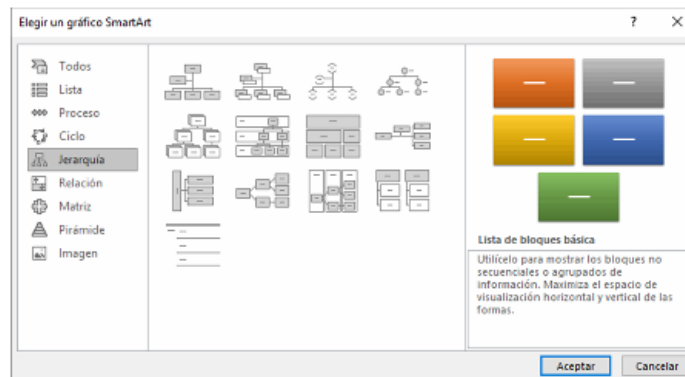 Elegir un gráfico SmartArt
?
Todos
Lista
Proceso
Ciclo
Jerarquía
Relación
Matriz
Pirámide
Imagen
Lista de bloques básica
Utilícelo para mostrar los bloques no
secuenciales o agrupados de
información. Maximiza el espacio de
visualización horizontal y vertical de las
formas.
Aceptar
Cancelar